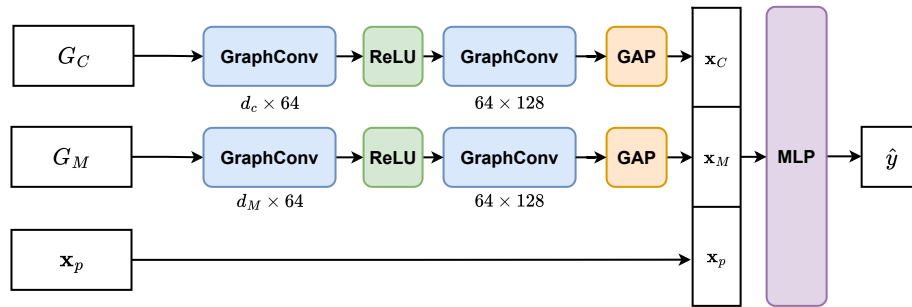 G_C GraphConv ReLU GraphConv GAP x_C
d_c × 64 64 × 128
G_M GraphConv ReLU GraphConv GAP x_M MLP ŷ
d_M × 64 64 × 128
x_p x_p